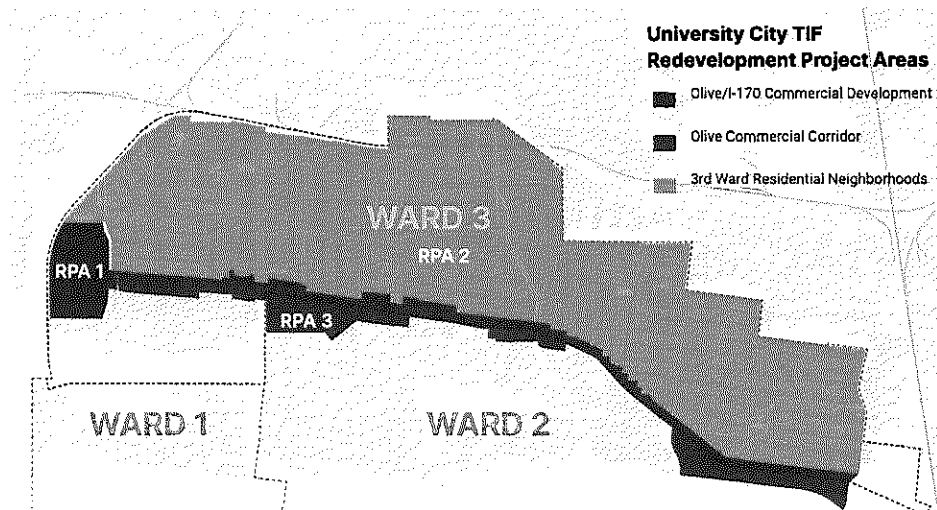 University City TIF
Redevelopment Project Areas
Olive/I-170 Commercial Development
Olive Commercial Corridor
3rd Ward Residential Neighborhoods
WARD 3
RPA 2
RPA 1
RPA 3
WARD 1
WARD 2